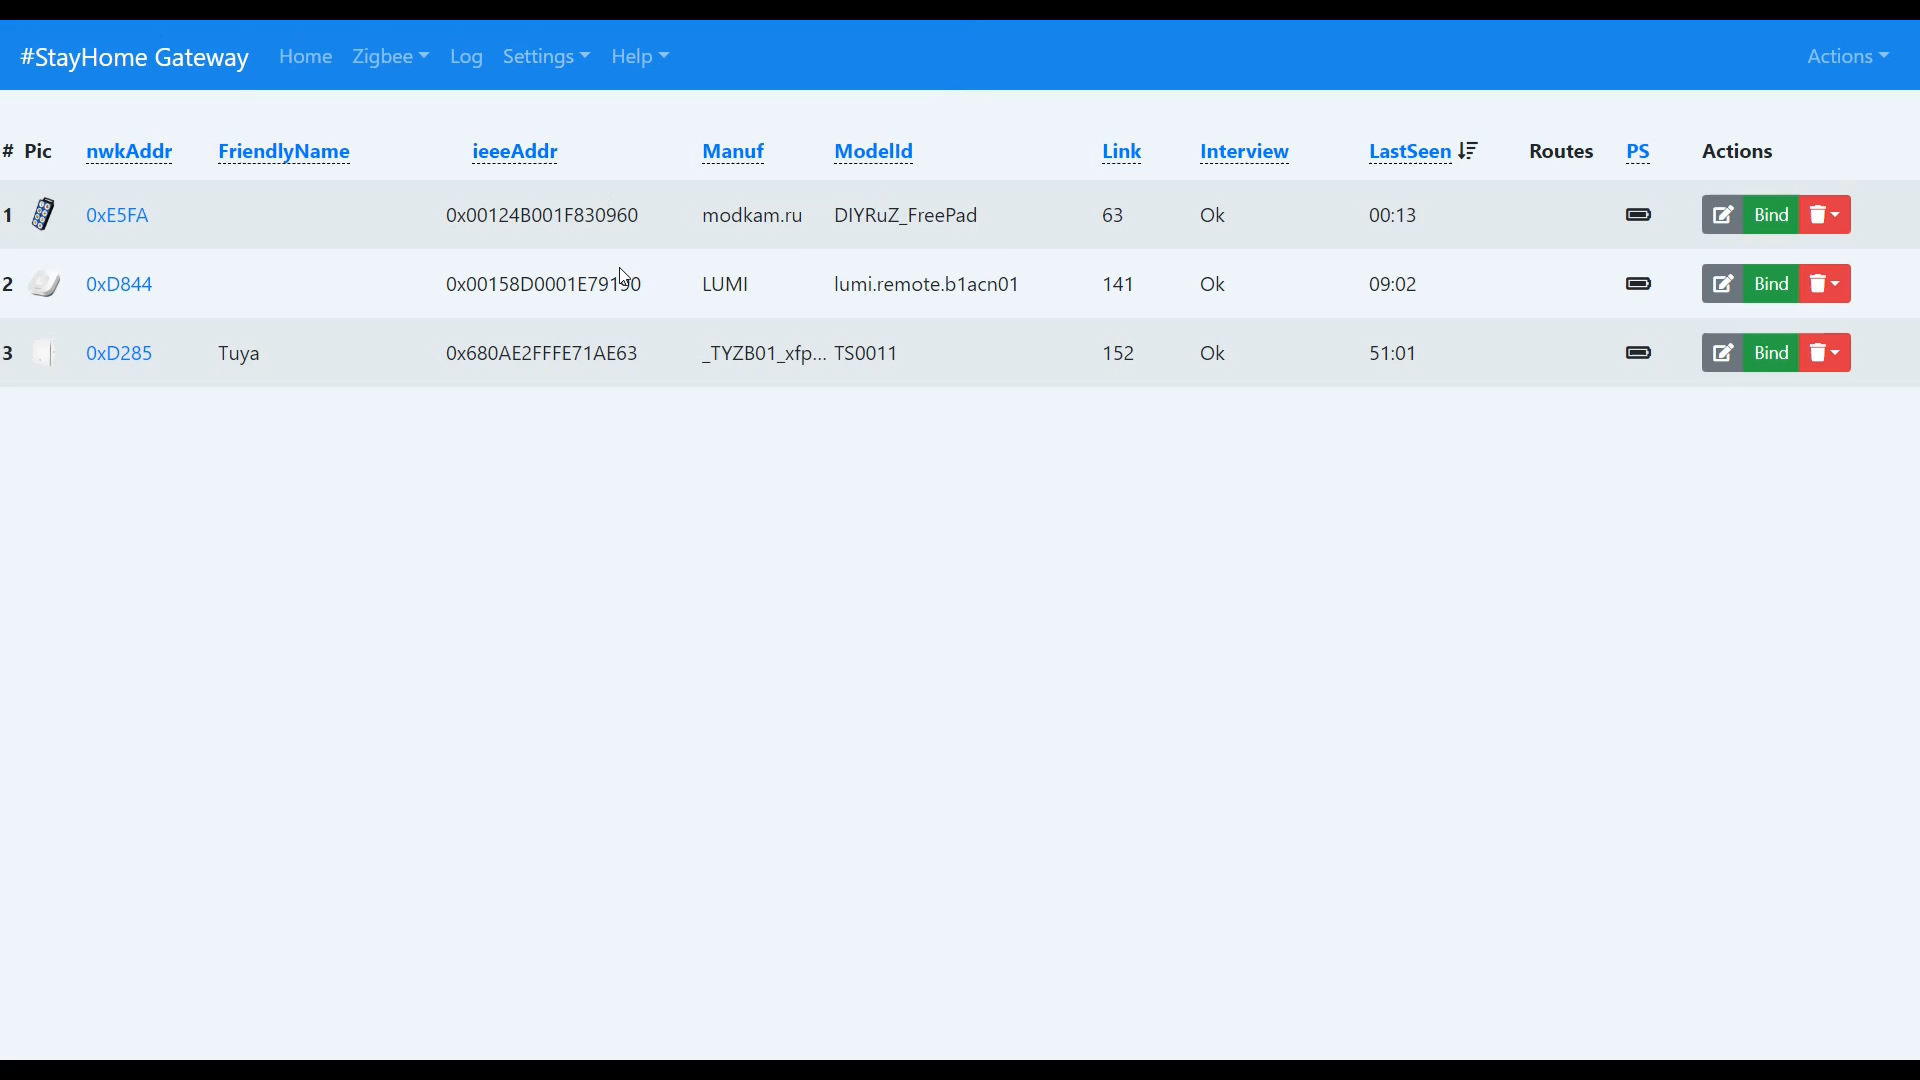 #StayHome Gateway Home Zigbee Log Settings Help Actions
# Pic nwkAddr FriendlyName ieeeAddr Manuf ModelId Link Interview LastSeen Routes PS Actions
1 0xE5FA 0x00124B001F830960 modkam.ru DIYRuZ_FreePad 63 Ok 00:13 Bind
2 0xD844 0x00158D0001E79190 LUMI lumi.remote.b1acn01 141 Ok 09:02 Bind
3 0xD285 Tuya 0x680AE2FFFE71AE63 _TYZB01_xfp... TS0011 152 Ok 51:01 Bind